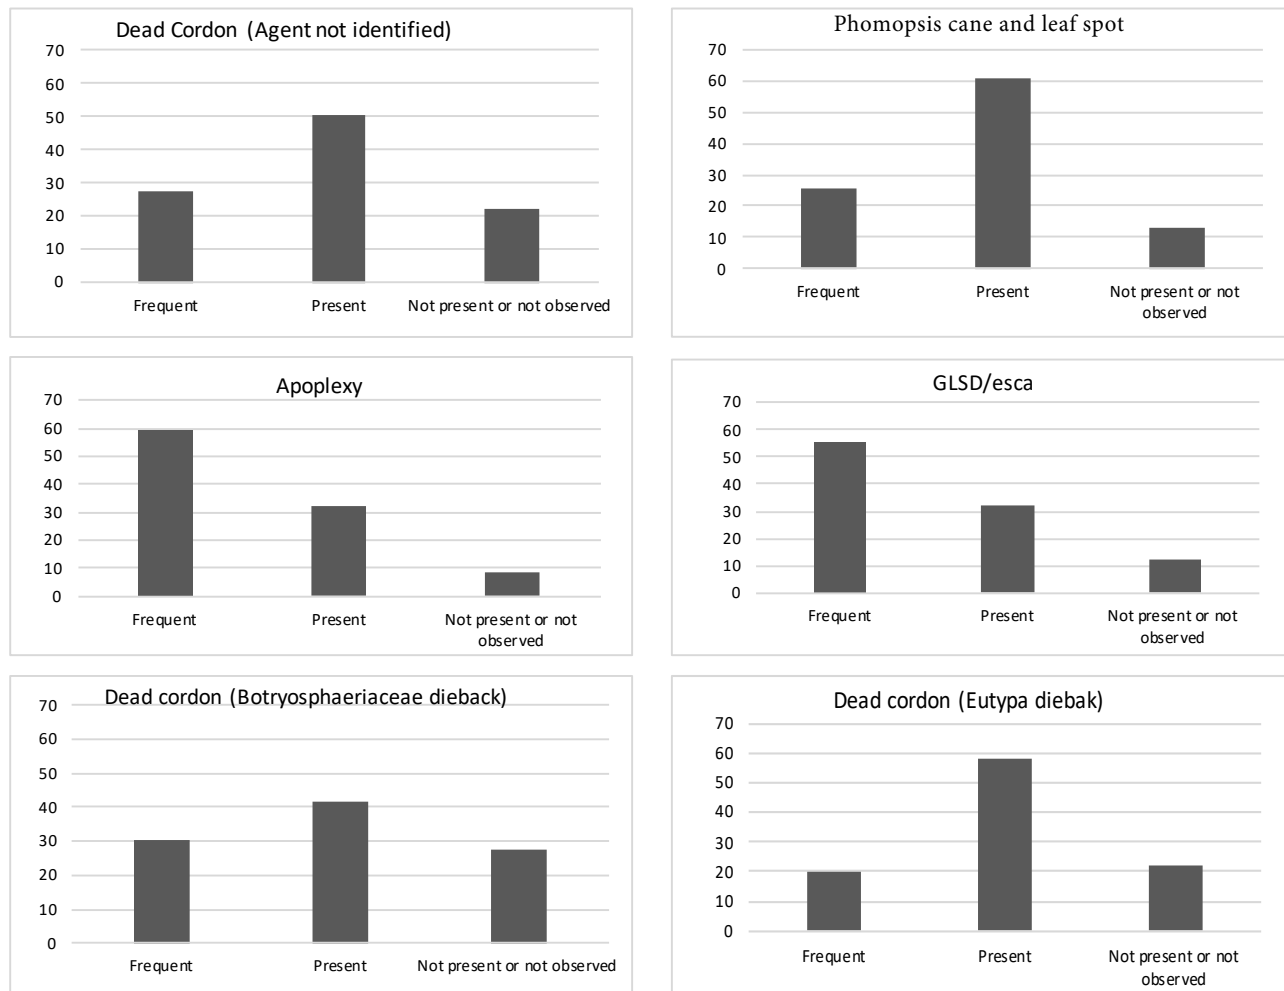 Dead Cordon (Agent not identified)
70
60
50
40
30
20
10
0
Frequent
Present
Not present or not observed
Phomopsis cane and leaf spot
70
60
50
40
30
20
10
0
Frequent
Present
Not present or not
observed
Apoplexy
70
60
50
40
30
20
10
0
Frequent
Present
Not present or not
observed
GLSD/esca
70
60
50
40
30
20
10
0
Frequent
Present
Not present or not
observed
Dead cordon (Botryosphaeriaceae dieback)
70
60
50
40
30
20
10
0
Frequent
Present
Not present or not observed
Dead cordon (Eutypa diebak)
70
60
50
40
30
20
10
0
Frequent
Present
Not present or not
observed